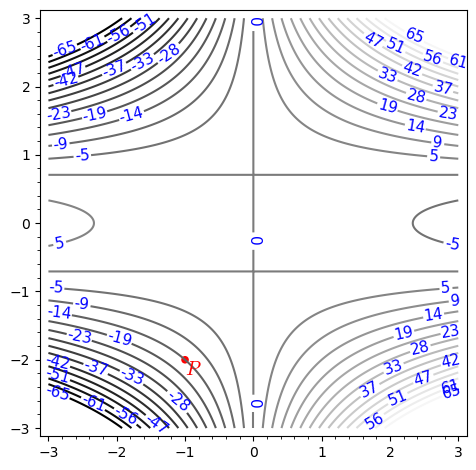 3
2
1
0
−1
−2
−3
−3 −2 −1 0 1 2 3
-65 -61 -56 -51
-47
-42 -37 -33 -28
-23 -19 -14
-9
-5
0
65
47 51 56 61
33 42 37
19 28 23
14
9
5
5 0 -5
-5 5
-9 9
-14 14
-23 -19 19 23
-42 -37 -33 28 42
-51 33 47
-65 -61 -28 37 61
-56 51 65
-47 0 56
P